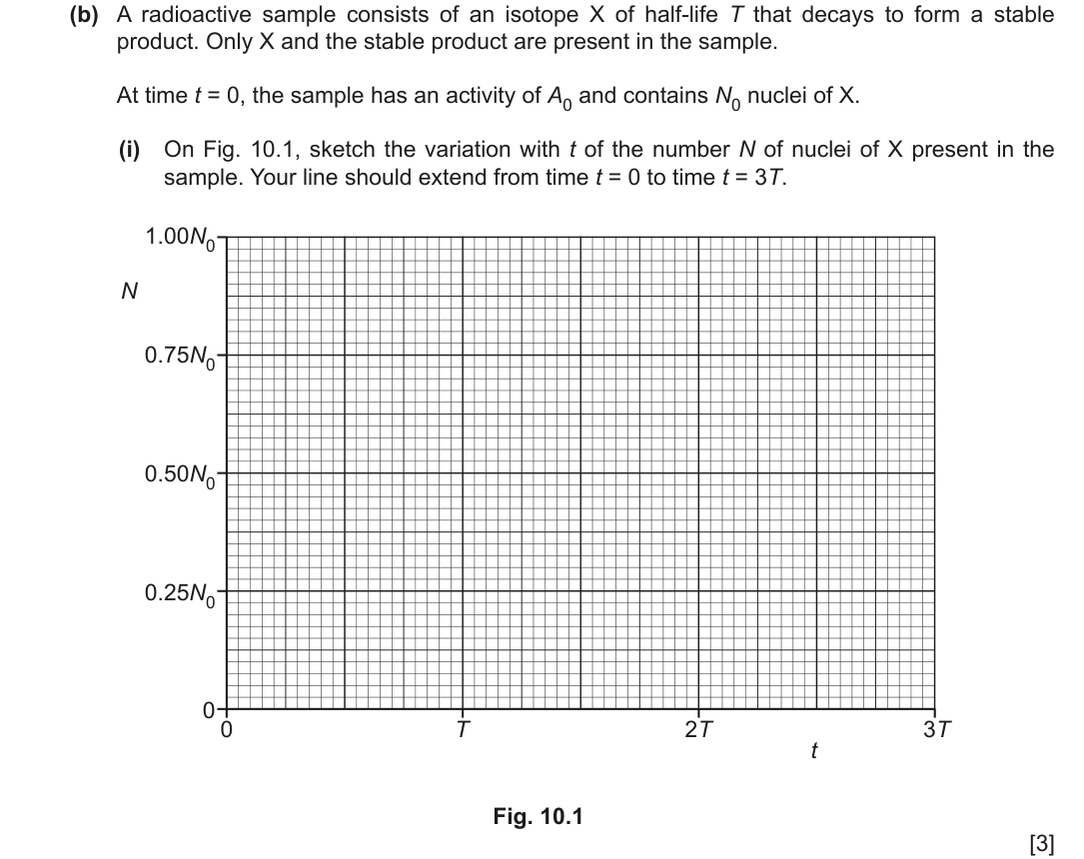 (b) A radioactive sample consists of an isotope X of half-life T that decays to form a stable
product. Only X and the stable product are present in the sample.
At time t = 0, the sample has an activity of A₀ and contains N₀ nuclei of X.
(i) On Fig. 10.1, sketch the variation with t of the number N of nuclei of X present in the
sample. Your line should extend from time t = 0 to time t = 3T.
1.00N₀
N
0.75N₀
0.50N₀
0.25N₀
0
0 T 2T 3T
t
Fig. 10.1
[3]